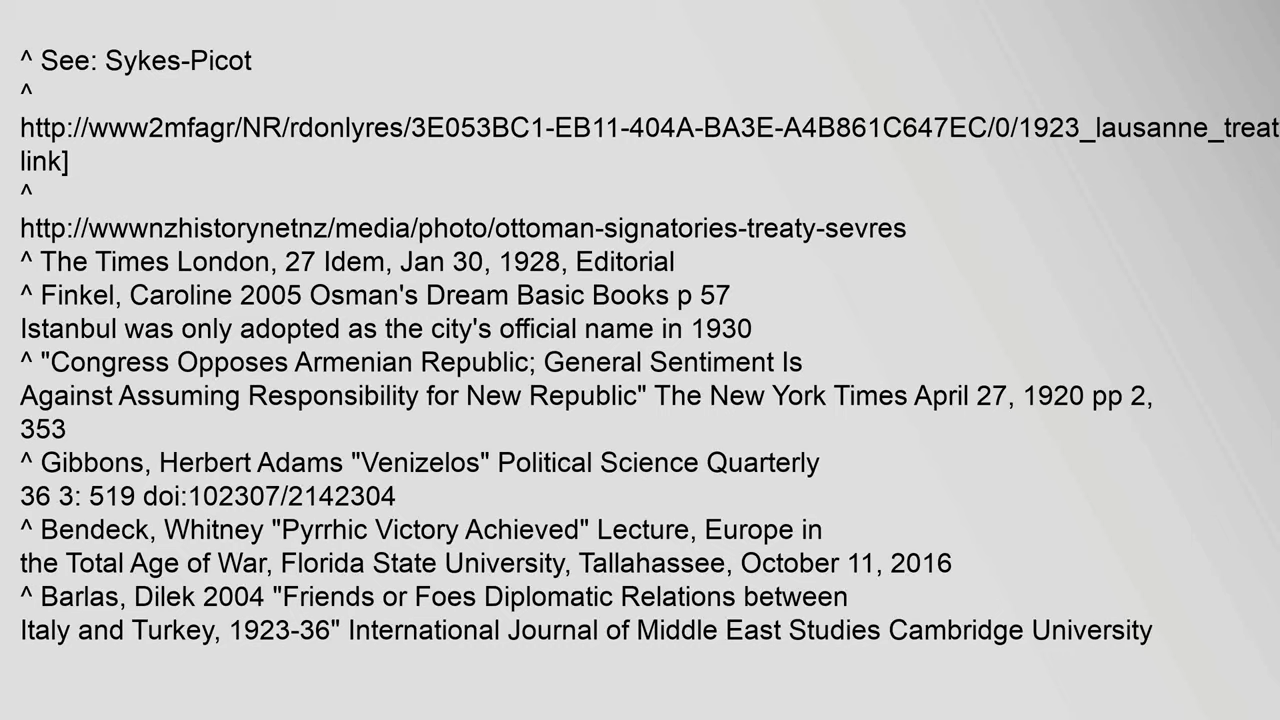 ^ See: Sykes-Picot
^
http://www2mfagr/NR/rdonlyres/3E053BC1-EB11-404A-BA3E-A4B861C647EC/0/1923_lausanne_treat
link]
^
http://wwwnzhistorynetnz/media/photo/ottoman-signatories-treaty-sevres
^ The Times London, 27 Idem, Jan 30, 1928, Editorial
^ Finkel, Caroline 2005 Osman's Dream Basic Books p 57
Istanbul was only adopted as the city's official name in 1930
^ "Congress Opposes Armenian Republic; General Sentiment Is
Against Assuming Responsibility for New Republic" The New York Times April 27, 1920 pp 2,
353
^ Gibbons, Herbert Adams "Venizelos" Political Science Quarterly
36 3: 519 doi:102307/2142304
^ Bendeck, Whitney "Pyrrhic Victory Achieved" Lecture, Europe in
the Total Age of War, Florida State University, Tallahassee, October 11, 2016
^ Barlas, Dilek 2004 "Friends or Foes Diplomatic Relations between
Italy and Turkey, 1923-36" International Journal of Middle East Studies Cambridge University